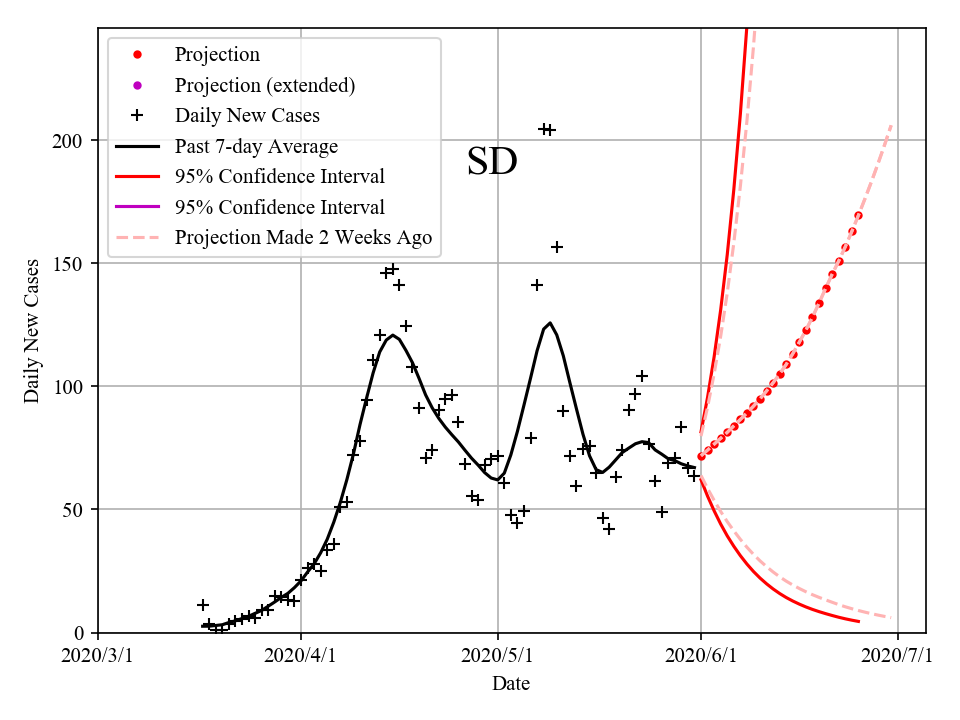 Projection
Projection (extended)
Daily New Cases
Past 7-day Average
95% Confidence Interval
95% Confidence Interval
Projection Made 2 Weeks Ago
SD
Daily New Cases
200
150
100
50
0
2020/3/1 2020/4/1 2020/5/1 2020/6/1 2020/7/1
Date